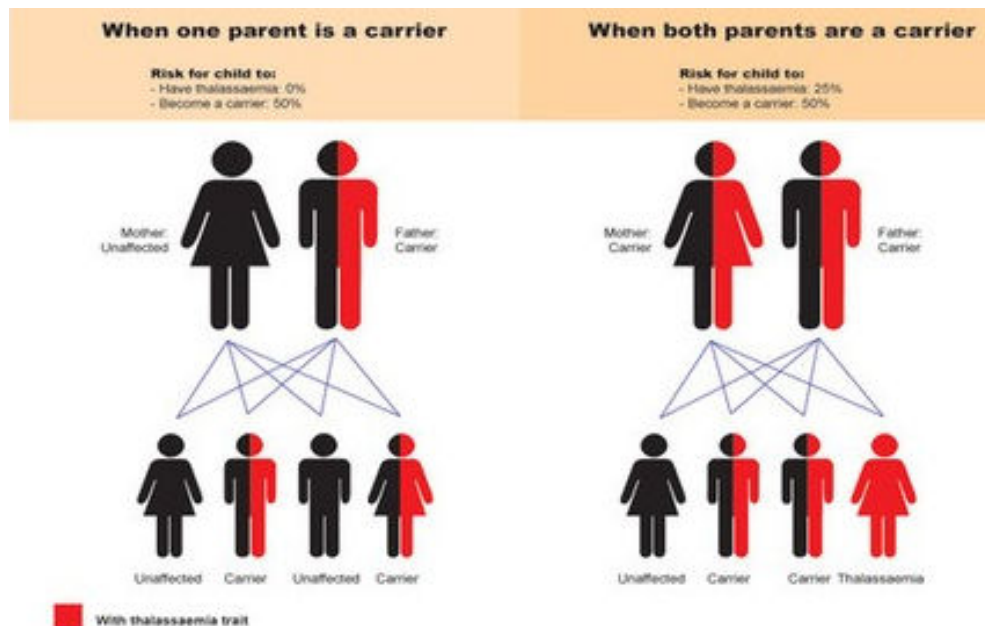 When one parent is a carrier
Risk for child to:
- Have thalassaemia: 0%
- Become a carrier: 50%
Mother:
Unaffected
Father:
Carrier
Unaffected
Carrier
Unaffected
Carrier
When both parents are a carrier
Risk for child to:
- Have thalassaemia: 25%
- Become a carrier: 50%
Mother:
Carrier
Father:
Carrier
Unaffected
Carrier
Carrier
Thalassaemia
With thalassaemia trait